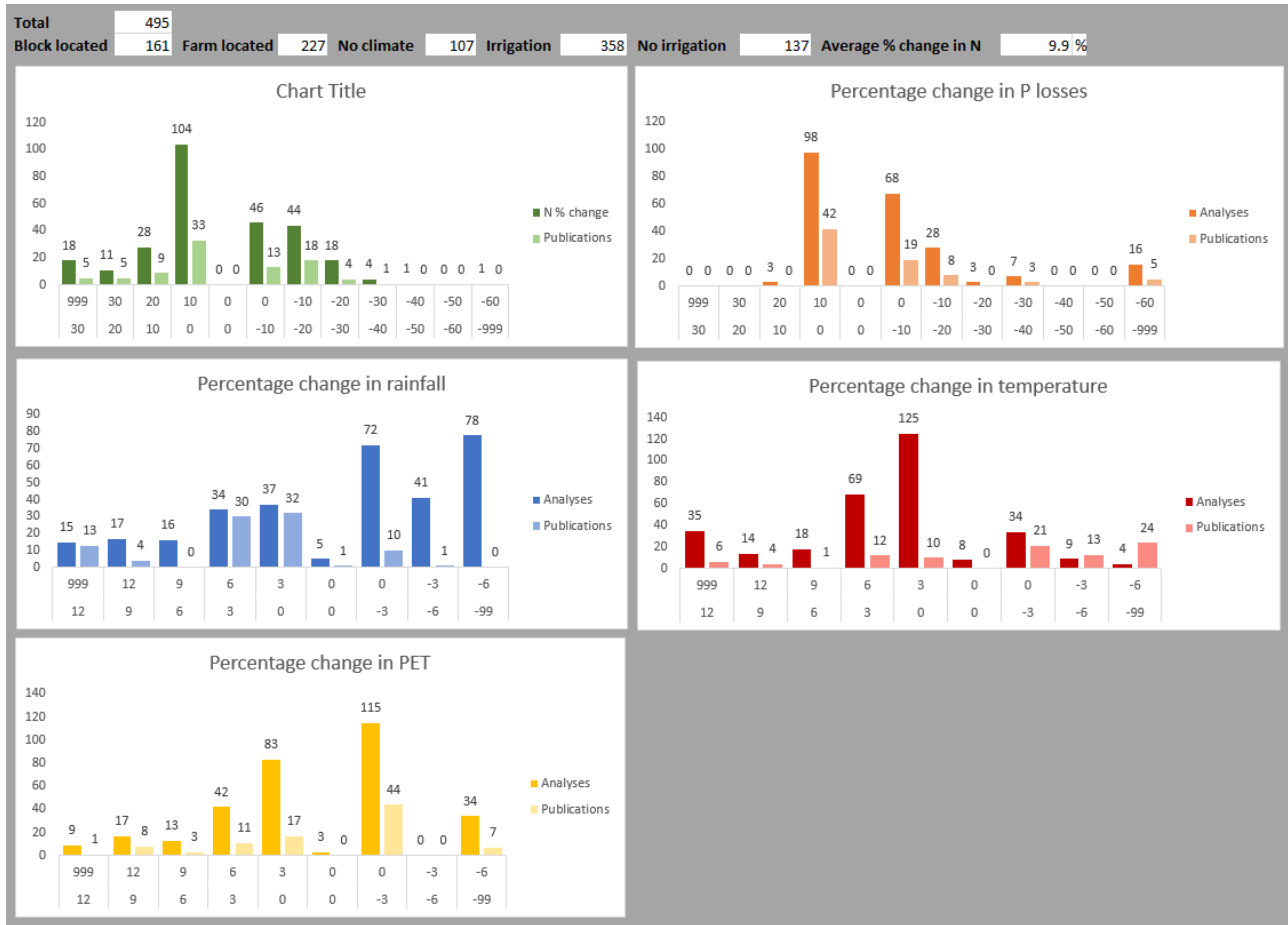 Total 495
Block located 161 Farm located 227 No climate 107 Irrigation 358 No irrigation 137 Average % change in N 9.9 %
Chart Title
120
100
80
60
40
20
0
18 5 11 5 28 9 104 33 0 0 46 13 44 18 18 4 4 1 1 0 0 0 1 0
999 30 20 10 0 0 -10 -20 -30 -40 -50 -60
30 20 10 0 0 -10 -20 -30 -40 -50 -60 -999
N % change
Publications
Percentage change in P losses
120
100
80
60
40
20
0
0 0 0 0 3 0 98 42 0 0 68 19 28 8 3 0 7 3 0 0 0 0 16 5
999 30 20 10 0 0 -10 -20 -30 -40 -50 -60
30 20 10 0 0 -10 -20 -30 -40 -50 -60 -999
Analyses
Publications
Percentage change in rainfall
90
80
70
60
50
40
30
20
10
0
15 13 17 4 16 0 34 30 37 32 5 1 72 10 41 1 78 0
999 12 9 6 3 0 0 -3 -6
12 9 6 3 0 0 -3 -6 -99
Analyses
Publications
Percentage change in temperature
140
120
100
80
60
40
20
0
35 6 14 4 18 1 69 12 125 10 8 0 34 21 9 13 4 24
999 12 9 6 3 0 0 -3 -6
12 9 6 3 0 0 -3 -6 -99
Analyses
Publications
Percentage change in PET
140
120
100
80
60
40
20
0
9 1 17 8 13 3 42 11 83 17 3 0 115 44 0 0 34 7
999 12 9 6 3 0 0 -3 -6
12 9 6 3 0 0 -3 -6 -99
Analyses
Publications